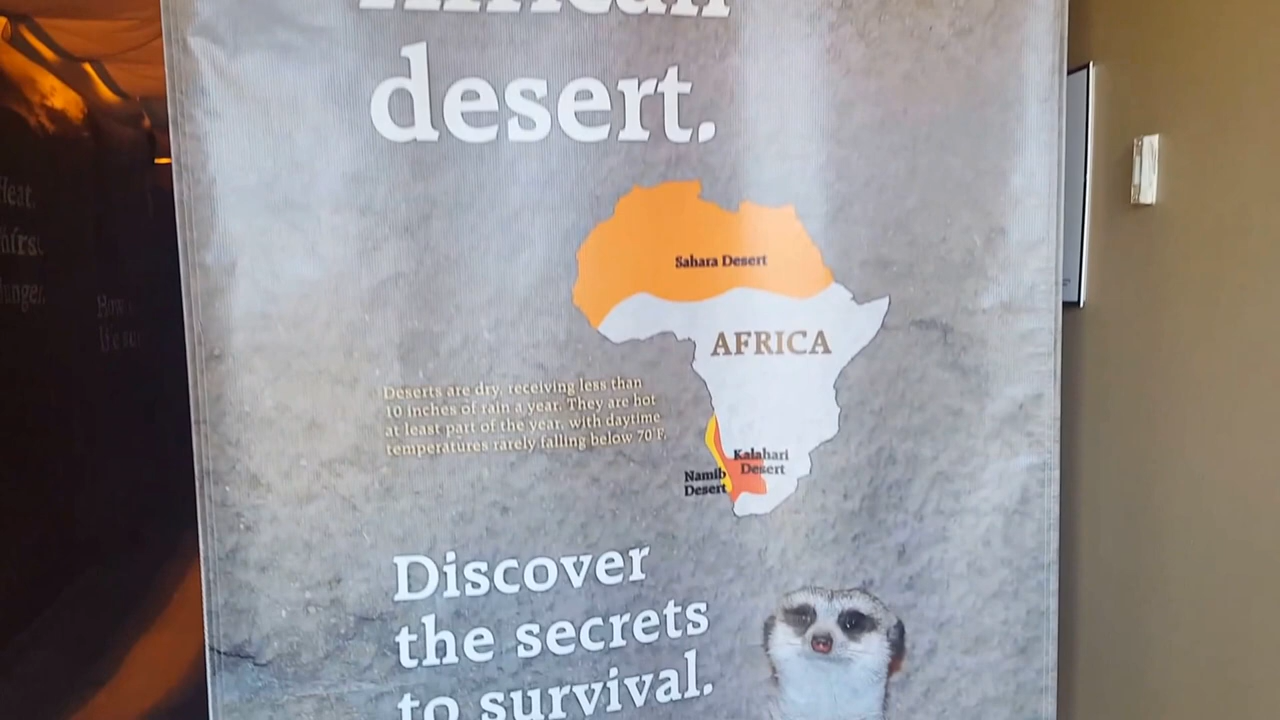 African
desert.
Sahara Desert
AFRICA
Deserts are dry, receiving less than
10 inches of rain a year. They are hot
at least part of the year, with daytime
temperatures rarely falling below 70°F.
Kalahari
Desert
Namib
Desert
Discover
the secrets
to survival.
Heat.